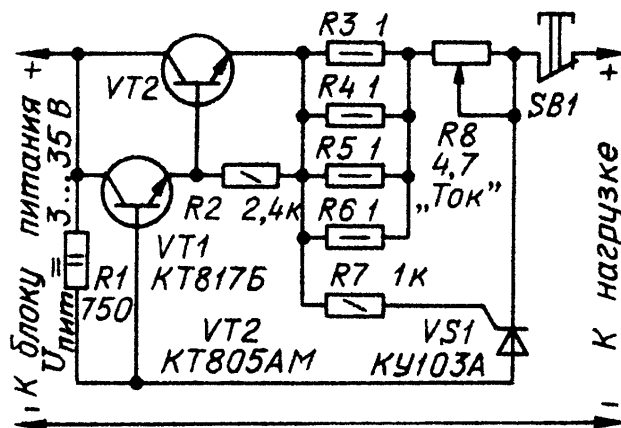 R3 1
+
VT2
R4 1
SB1
+
R5 1
R8
4,7
„Ток"
R2 2,4к
R6 1
VT1
КТ817Б
R7 1к
R1
750
VT2
КТ805АМ
VS1
КУ103А
К блоку питания
Uпит = 3...35 В
К нагрузке
–
–